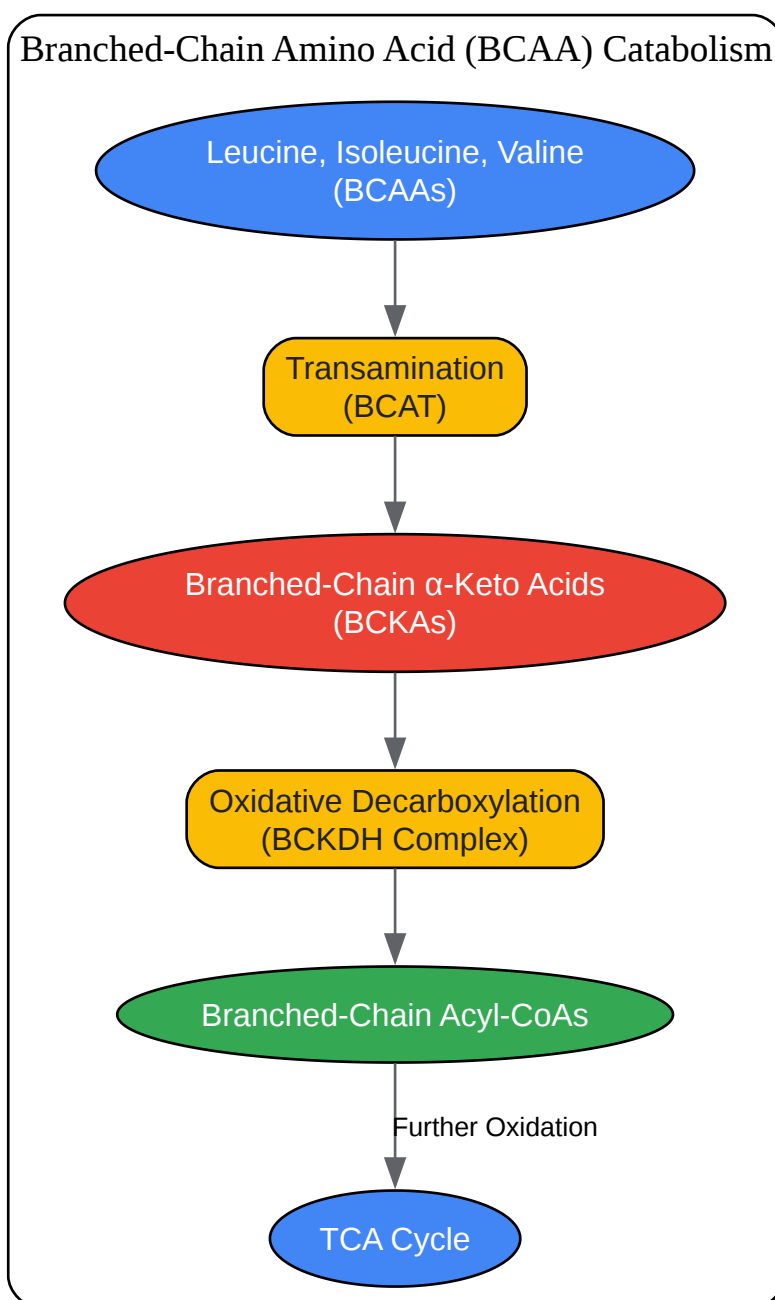 Branched-Chain Amino Acid (BCAA) Catabolism
Leucine, Isoleucine, Valine
(BCAAs)
Transamination
(BCAT)
Branched-Chain α-Keto Acids
(BCKAs)
Oxidative Decarboxylation
(BCKDH Complex)
Branched-Chain Acyl-CoAs
Further Oxidation
TCA Cycle